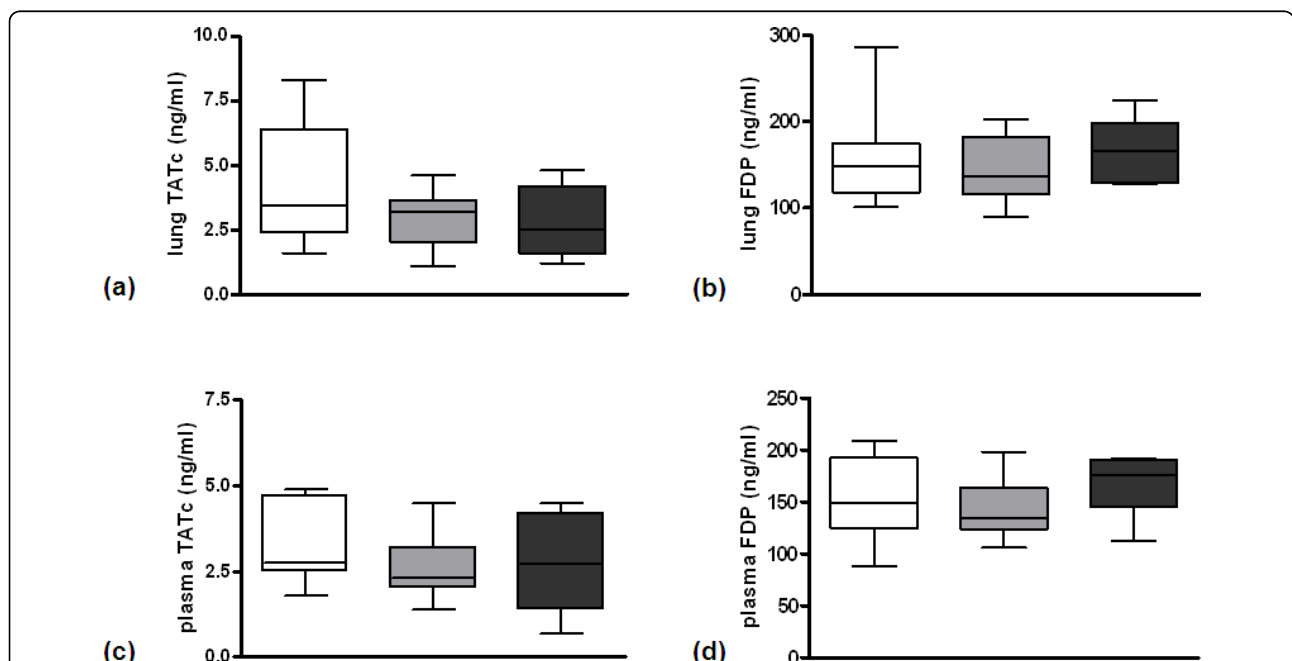 10.0
7.5
5.0
2.5
0.0
lung TATc (ng/ml)
(a)
300
200
100
0
lung FDP (ng/ml)
(b)
7.5
5.0
2.5
0.0
plasma TATc (ng/ml)
(c)
250
200
150
100
50
0
plasma FDP (ng/ml)
(d)